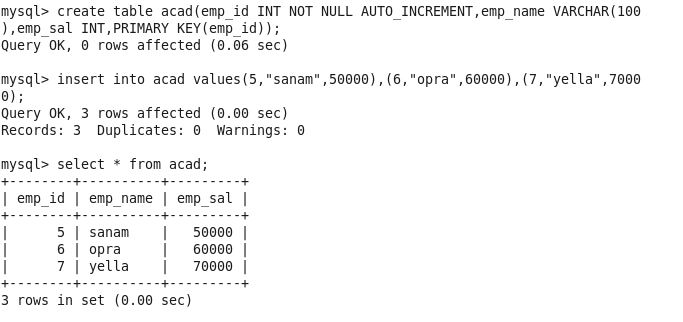 mysql> create table acad(emp_id INT NOT NULL AUTO_INCREMENT,emp_name VARCHAR(100
),emp_sal INT,PRIMARY KEY(emp_id));
Query OK, 0 rows affected (0.06 sec)

mysql> insert into acad values(5,"sanam",50000),(6,"opra",60000),(7,"yella",7000
0);
Query OK, 3 rows affected (0.00 sec)
Records: 3  Duplicates: 0  Warnings: 0

mysql> select * from acad;
+--------+----------+---------+
| emp_id | emp_name | emp_sal |
+--------+----------+---------+
|      5 | sanam    |   50000 |
|      6 | opra     |   60000 |
|      7 | yella    |   70000 |
+--------+----------+---------+
3 rows in set (0.00 sec)